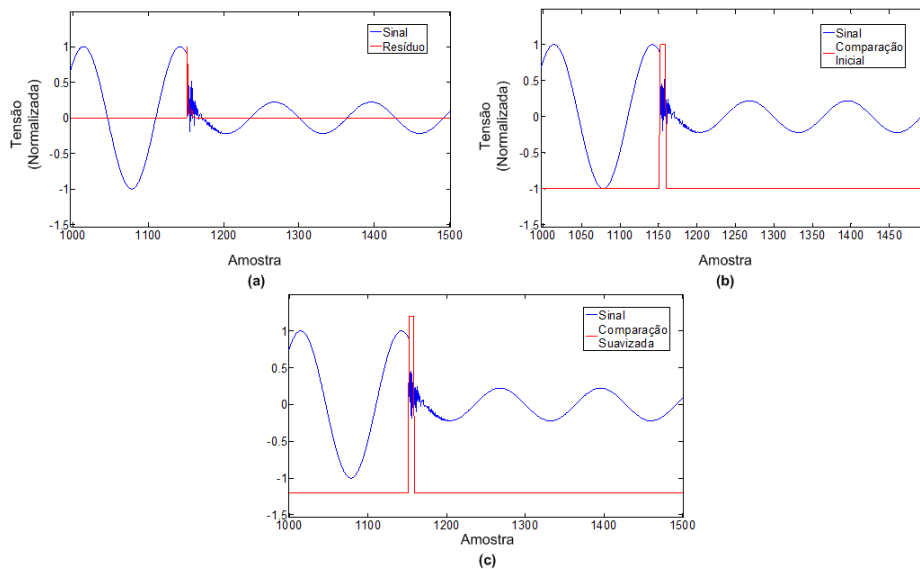 Sinal
Resíduo
Tensão
(Normalizada)
1
0.5
0
-0.5
-1
-1.5
1000
1100
1200
1300
1400
1500
Amostra
(a)
Sinal
Comparação
Inicial
Tensão
(Normalizada)
1
0.5
0
-0.5
-1
-1.5
1000
1050
1100
1150
1200
1250
1300
1350
1400
1450
Amostra
(b)
Sinal
Comparação
Suavizada
1
0.5
0
-0.5
-1
-1.5
1000
1100
1200
1300
1400
1500
Amostra
(c)